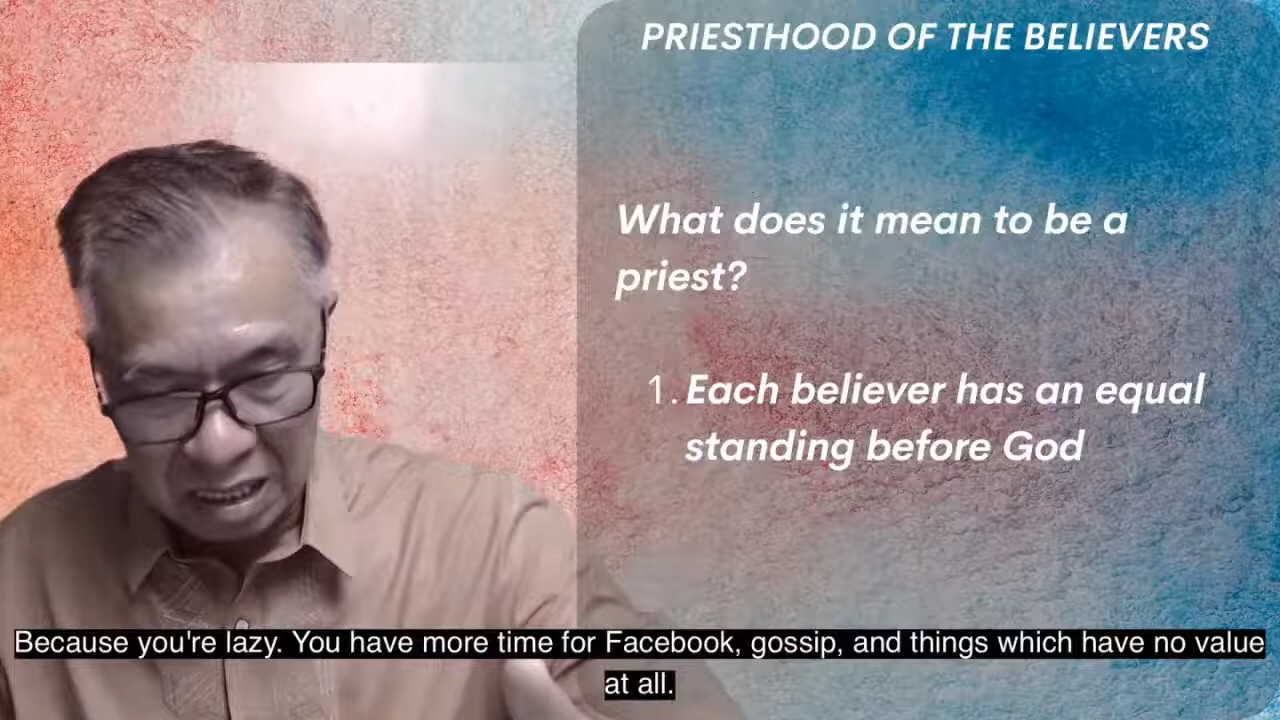 PRIESTHOOD OF THE BELIEVERS
What does it mean to be a
priest?
1. Each believer has an equal
standing before God
Because you're lazy. You have more time for Facebook, gossip, and things which have no value
at all.